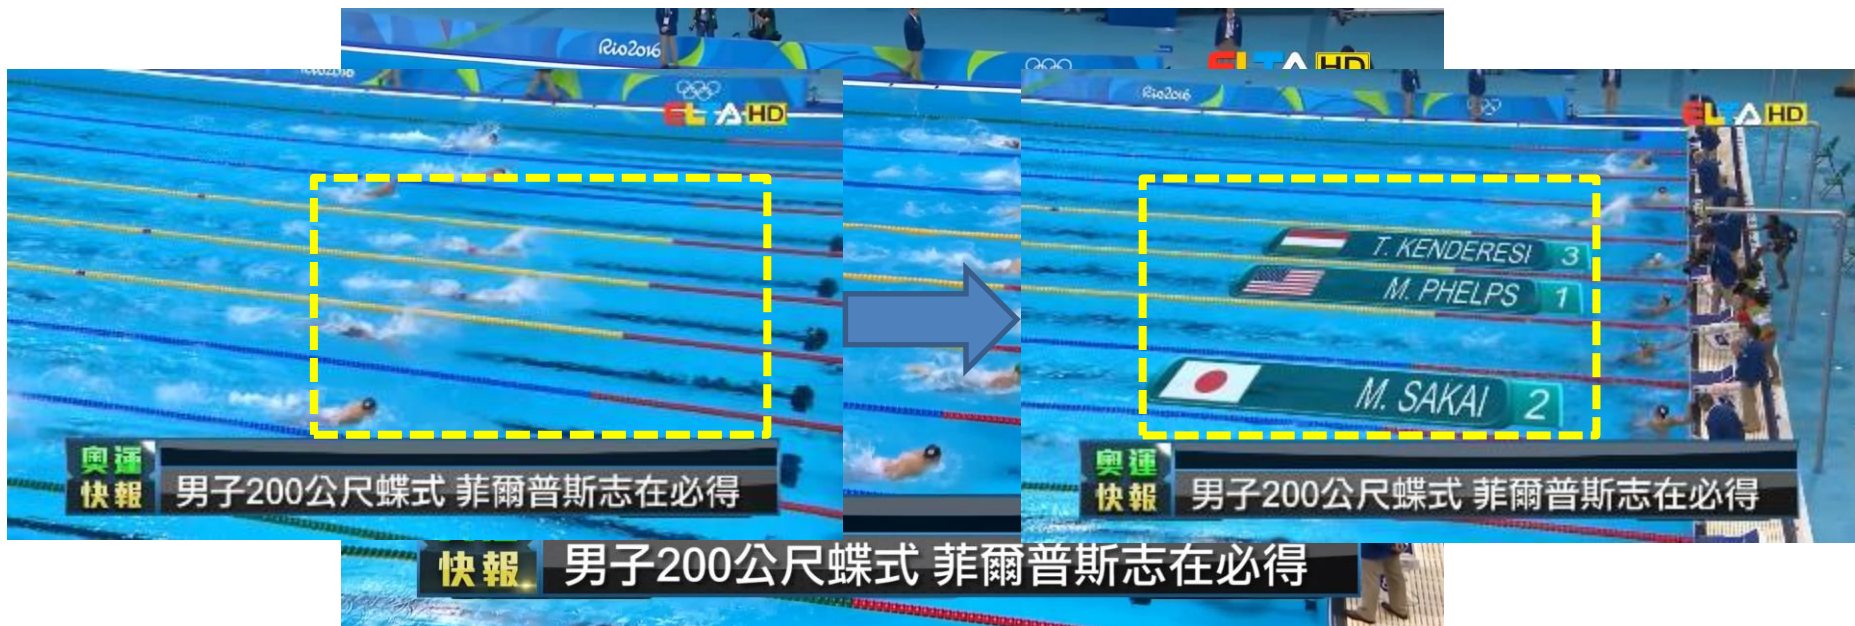 Rio2016
ELTA HD
ELTA HD
奧運
快報
男子200公尺蝶式 菲爾普斯志在必得
Rio2016
ELTA HD
T. KENDERESI 3
M. PHELPS 1
M. SAKAI 2
奧運
快報
男子200公尺蝶式 菲爾普斯志在必得
快報
男子200公尺蝶式 菲爾普斯志在必得